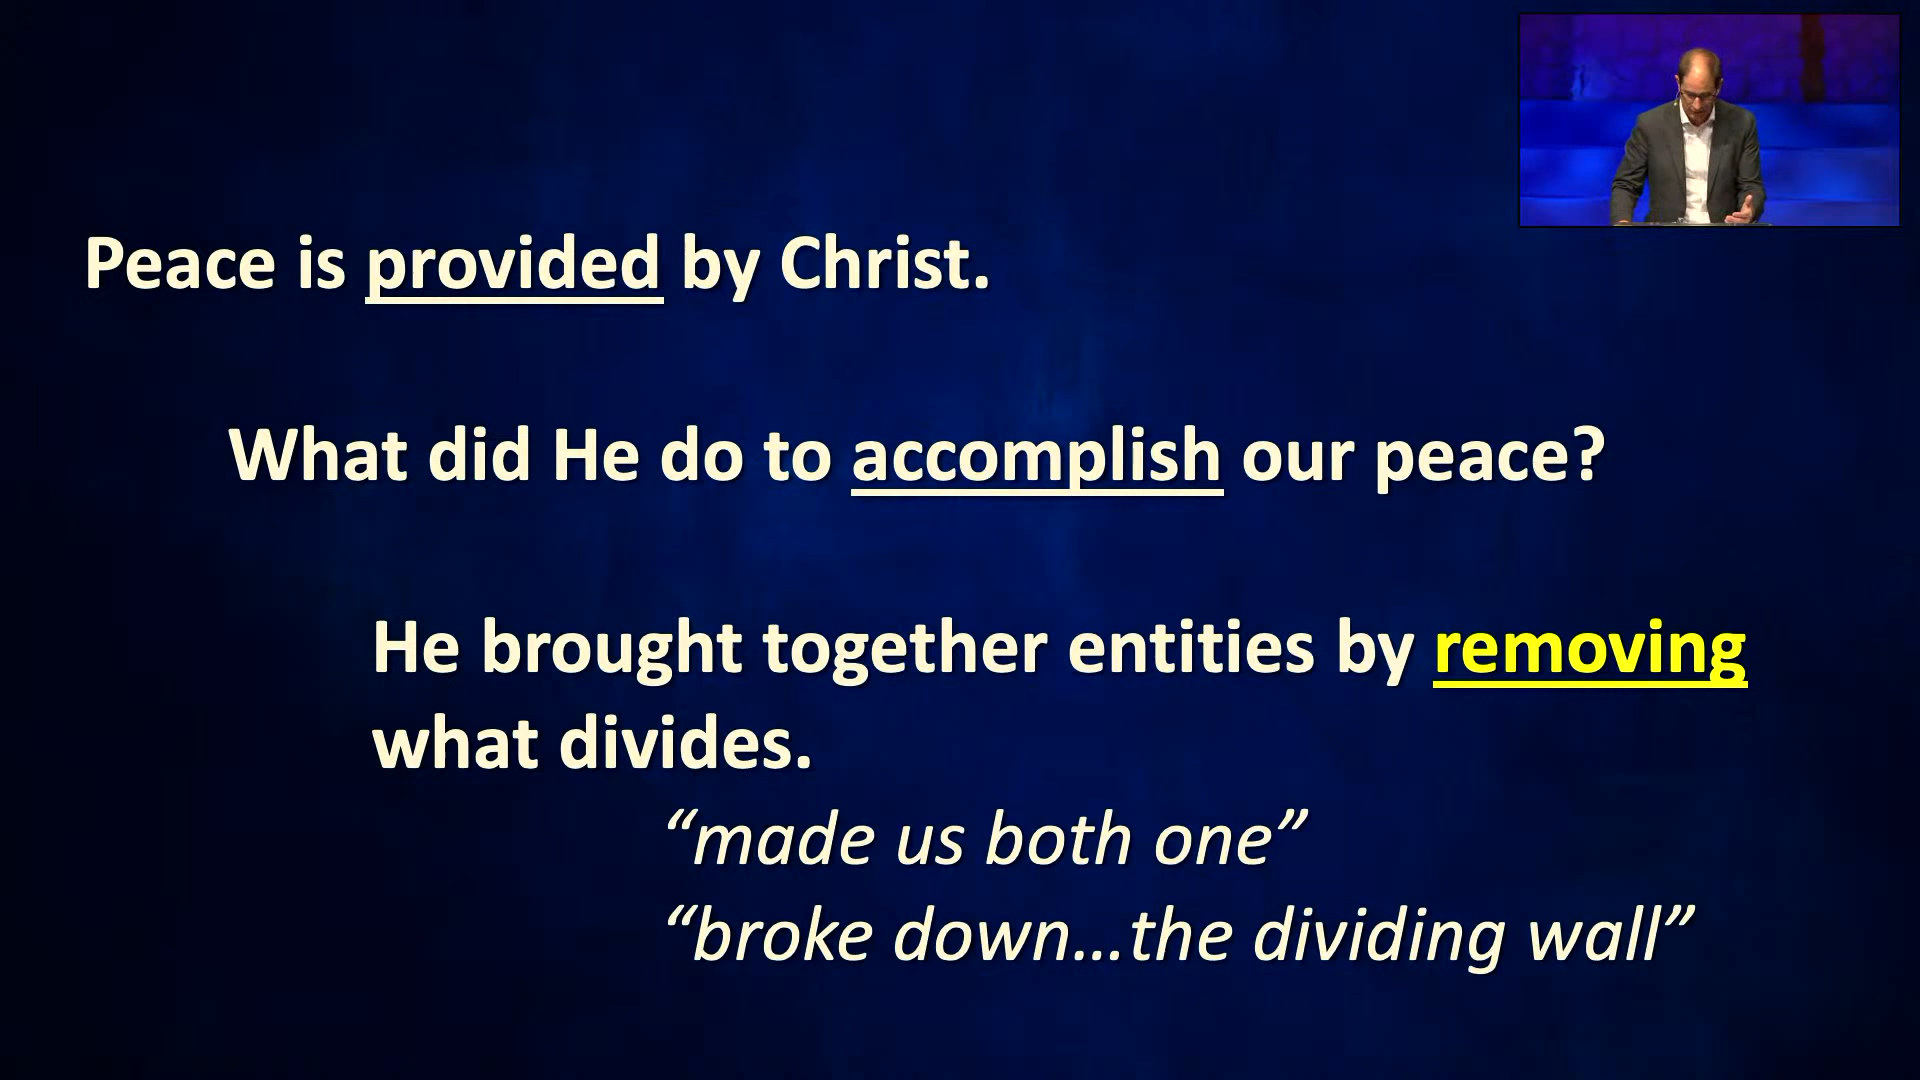 Peace is provided by Christ.
What did He do to accomplish our peace?
He brought together entities by removing
what divides.
“made us both one”
“broke down…the dividing wall”